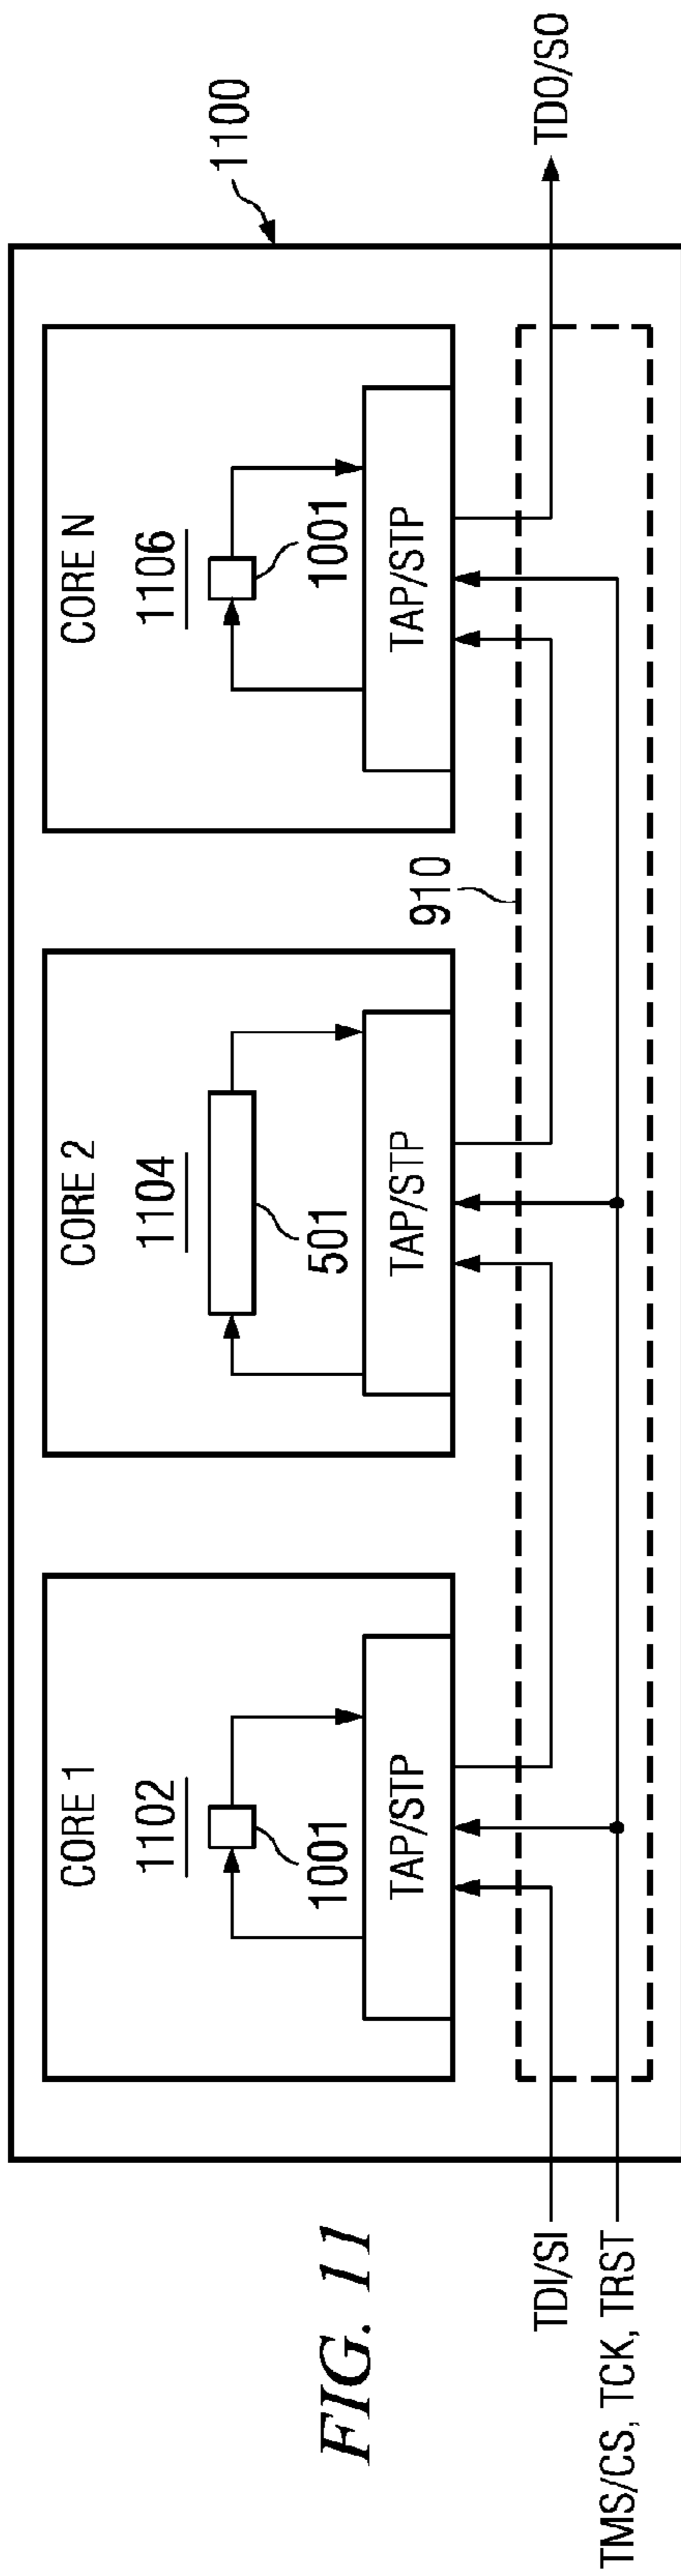 1100
CORE 1
CORE 2
CORE N
1102
1104
1106
1001
501
1001
TAP/STP
TAP/STP
TAP/STP
910
TDI/SI
TDO/SO
TMS/CS, TCK, TRST
FIG. 11